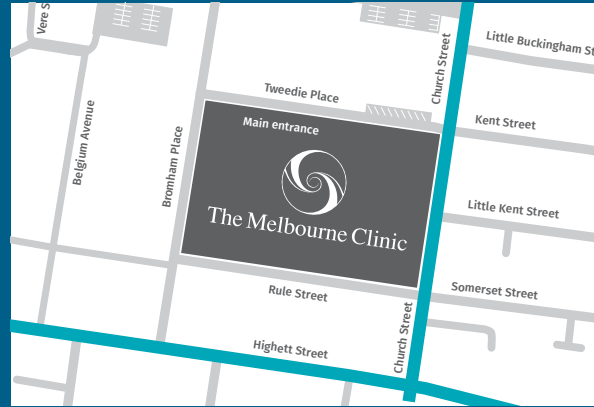 Vere S
Little Buckingham St
Church Street
Tweedie Place
Kent Street
Main entrance
Belgium Avenue
Bromham Place
The Melbourne Clinic
Little Kent Street
Rule Street
Somerset Street
Church Street
Highett Street